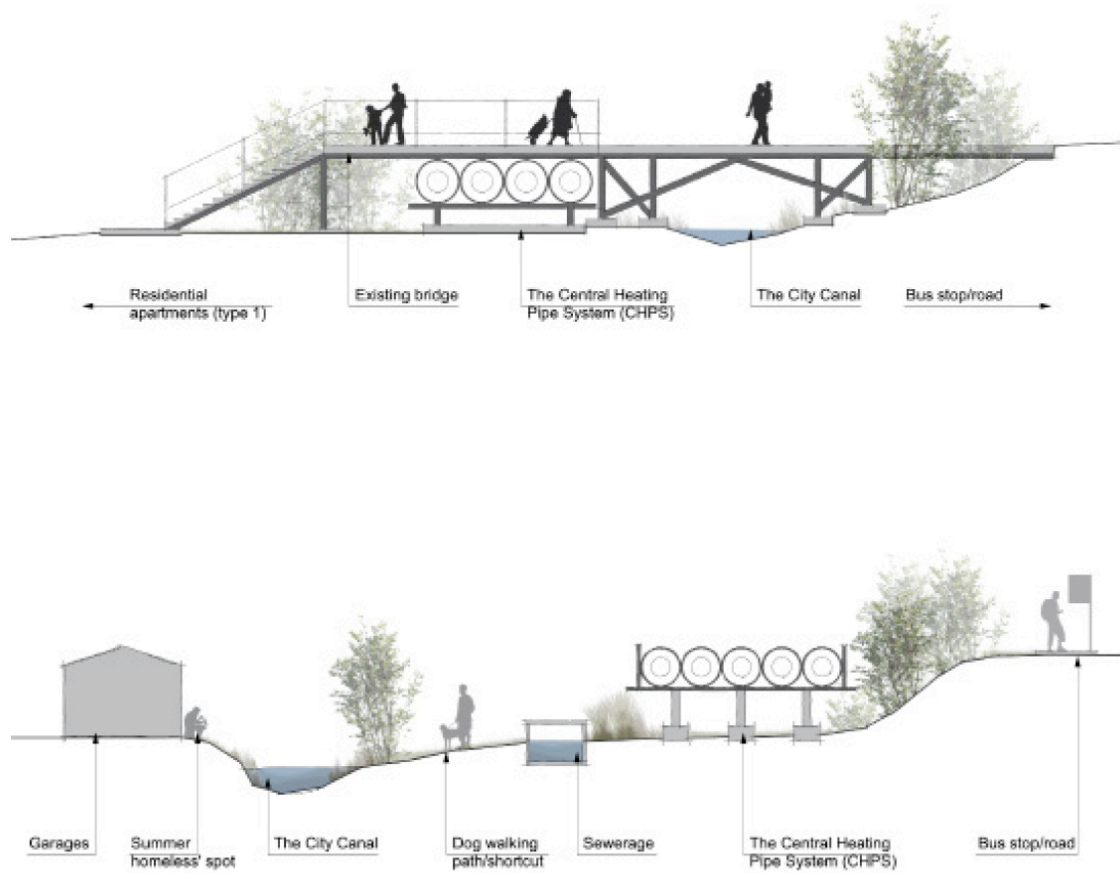 Residential
apartments (type 1)
Existing bridge
The Central Heating
Pipe System (CHPS)
The City Canal
Bus stop/road
Garages
Summer
homeless' spot
The City Canal
Dog walking
path/shortcut
Sewerage
The Central Heating
Pipe System (CHPS)
Bus stop/road